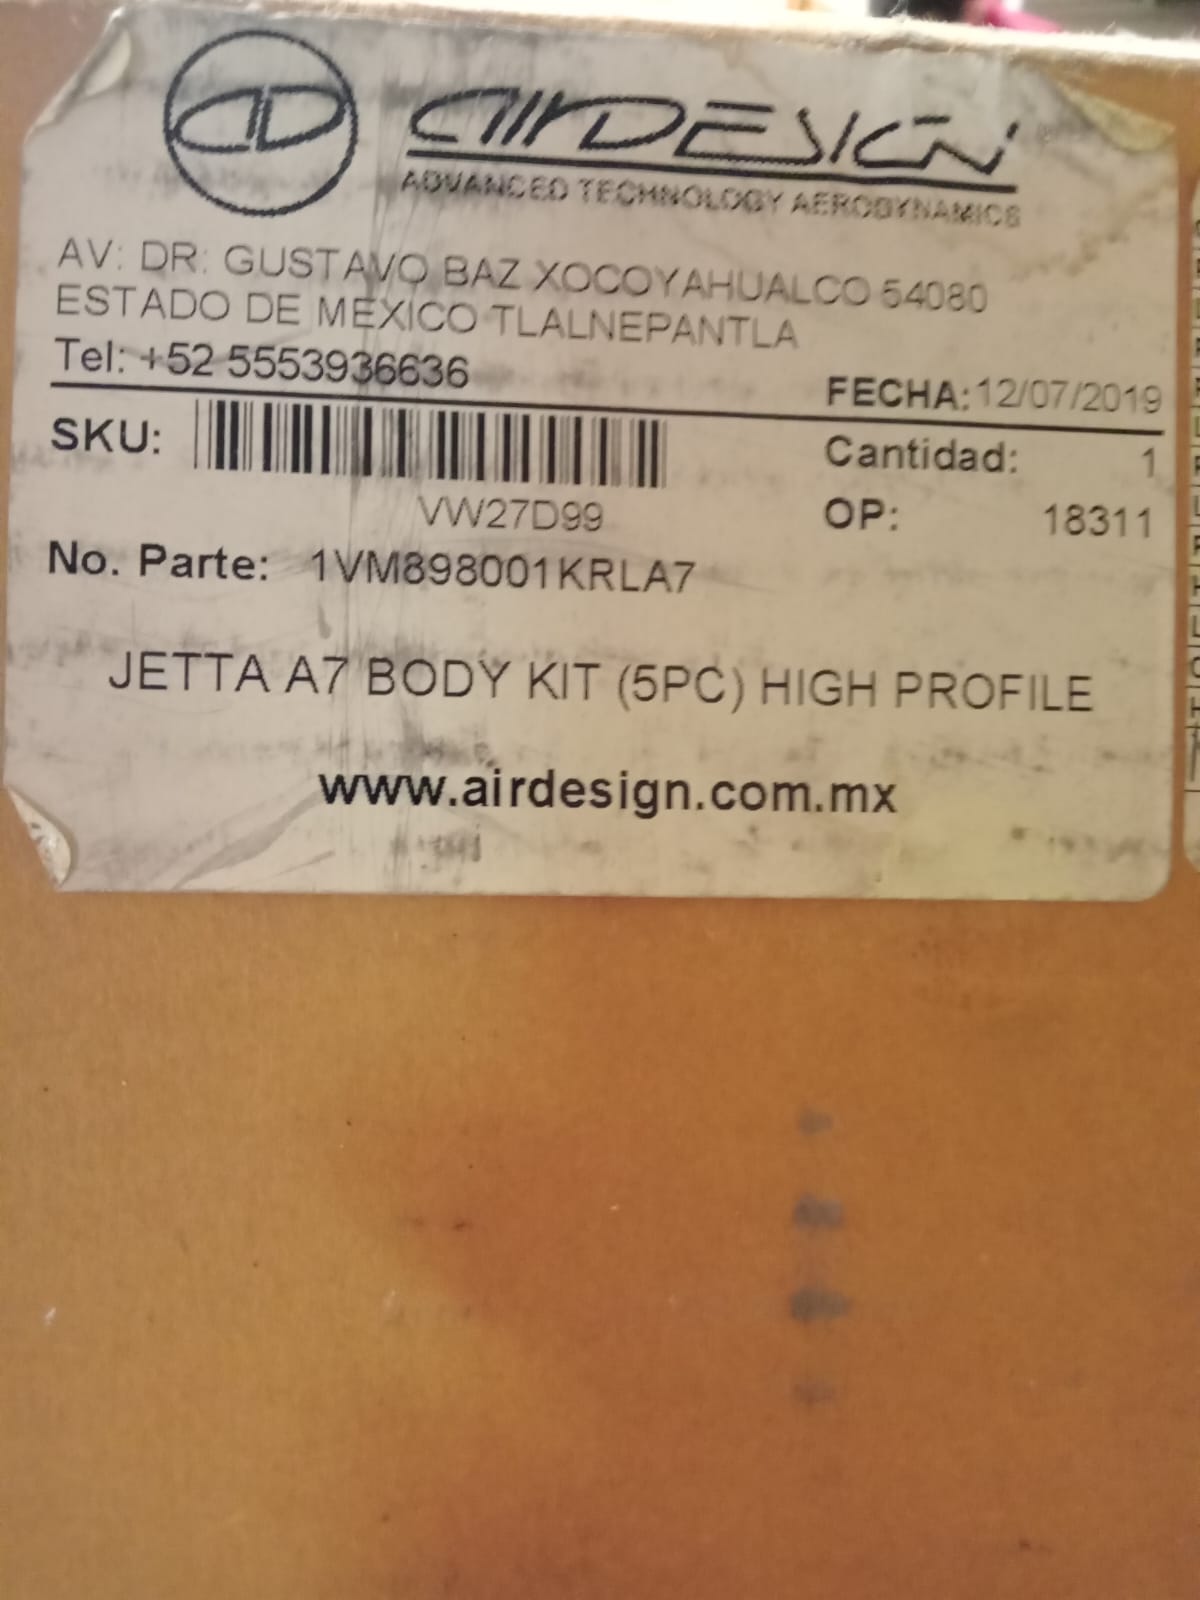 AIRDESIGN
ADVANCED TECHNOLOGY AERODYNAMICS
AV: DR: GUSTAVO BAZ XOCOYAHUALCO 54080
ESTADO DE MEXICO TLALNEPANTLA
Tel: +52 5553936636
FECHA: 12/07/2019
SKU:
Cantidad: 1
VW27D99
OP: 18311
No. Parte: 1VM898001KRLA7
JETTA A7 BODY KIT (5PC) HIGH PROFILE
www.airdesign.com.mx